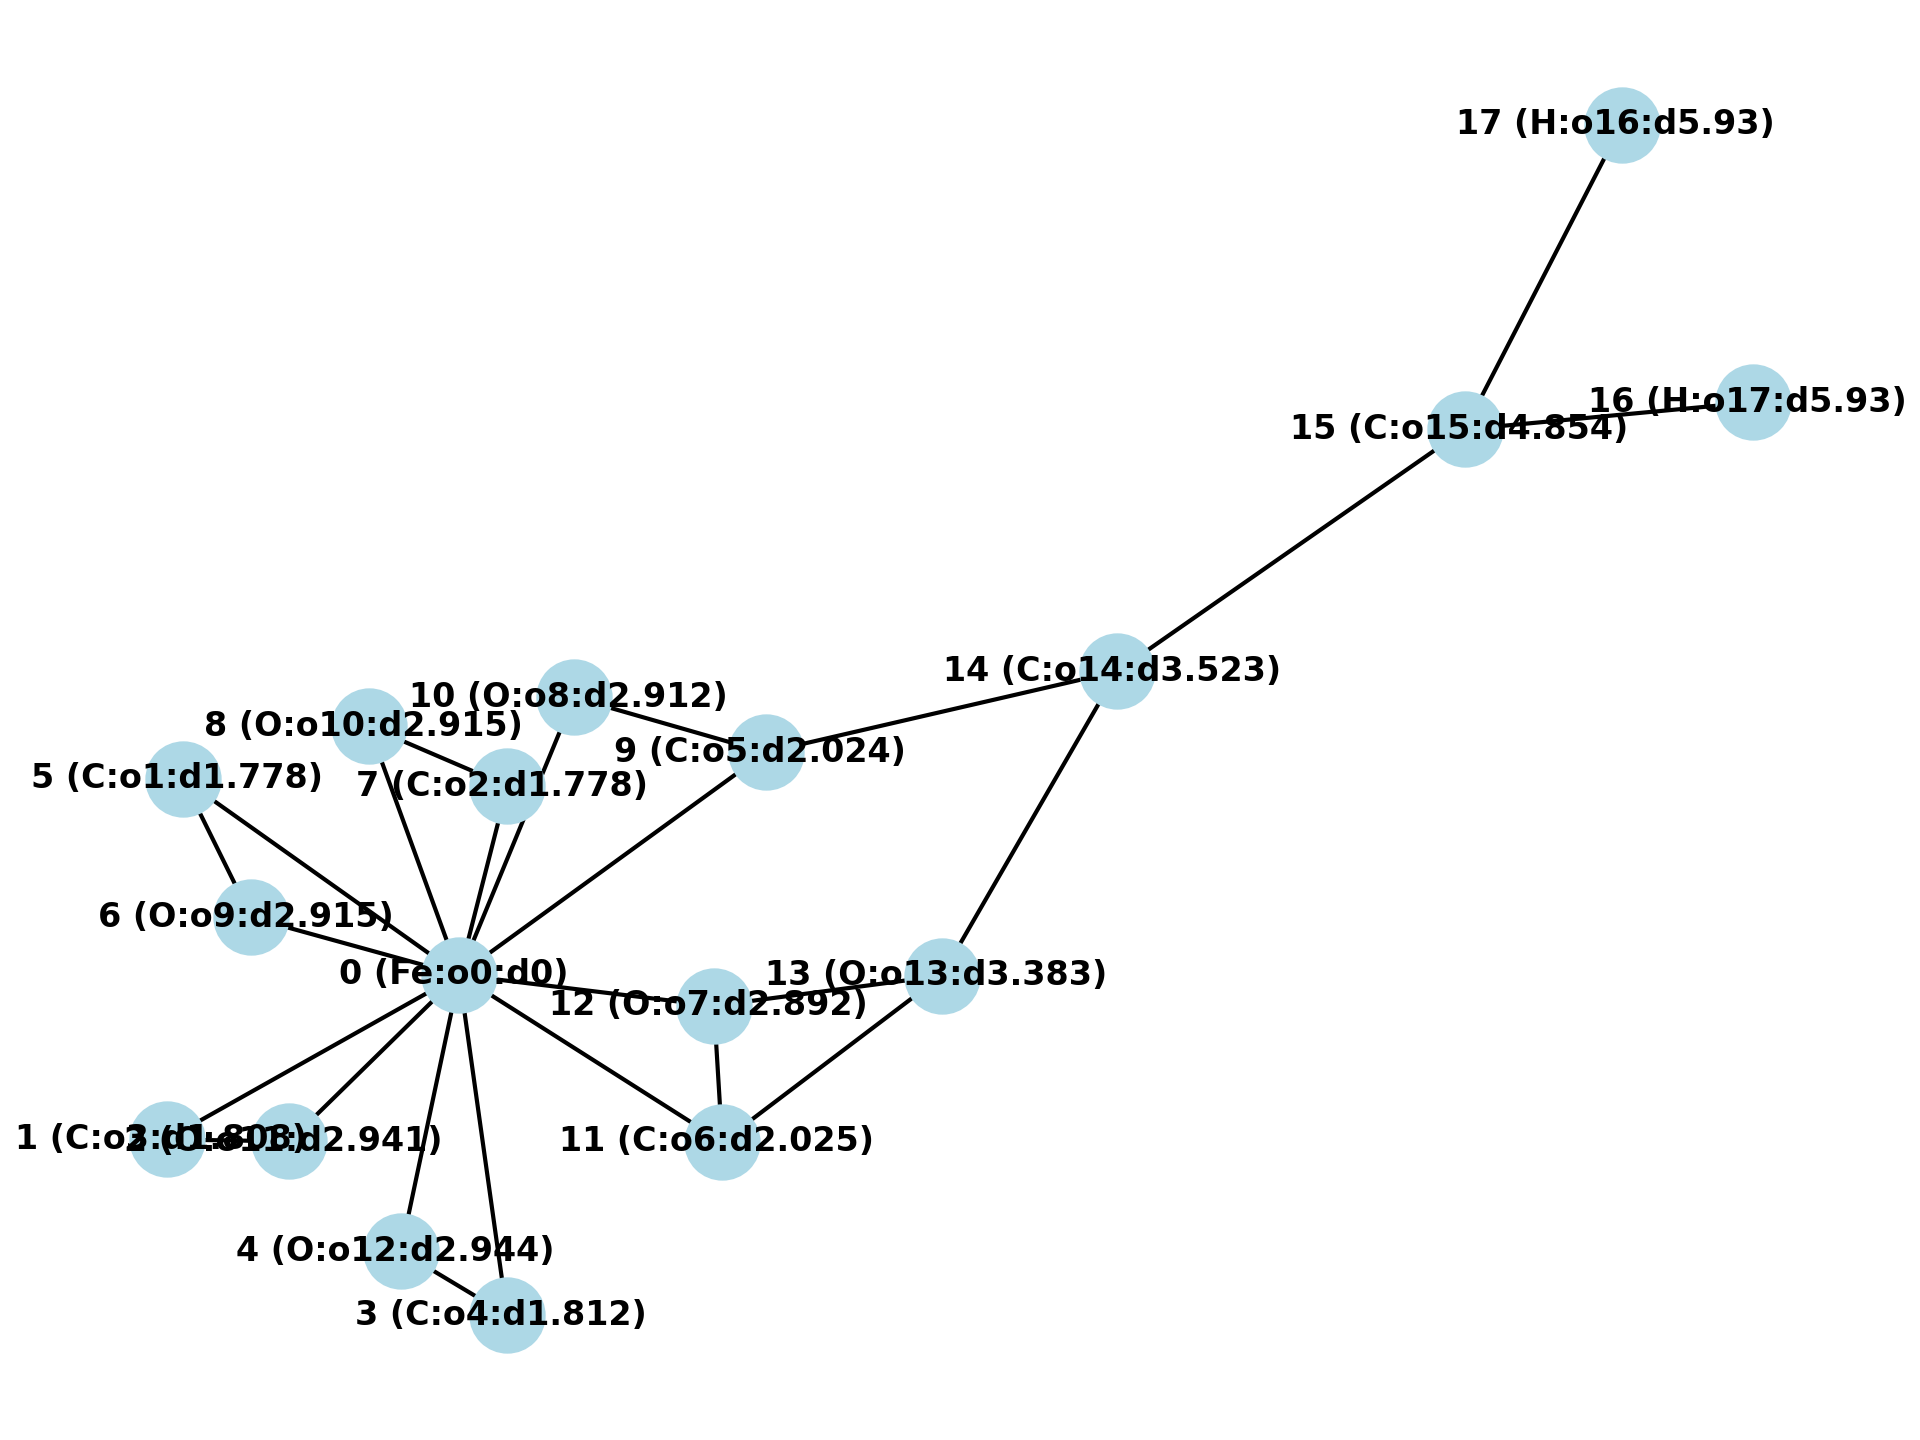 17 (H:o16:d5.93)
16 (H:o17:d5.93)
15 (C:o15:d4.854)
14 (C:o14:d3.523)
10 (O:o8:d2.912)
8 (O:o10:d2.915)
9 (C:o5:d2.024)
5 (C:o1:d1.778)
7 (C:o2:d1.778)
6 (O:o9:d2.915)
0 (Fe:o0:d0)
13 (O:o13:d3.383)
12 (O:o7:d2.892)
1 (C:o3:d1.808)
2 (O:o11:d2.941)
11 (C:o6:d2.025)
4 (O:o12:d2.944)
3 (C:o4:d1.812)